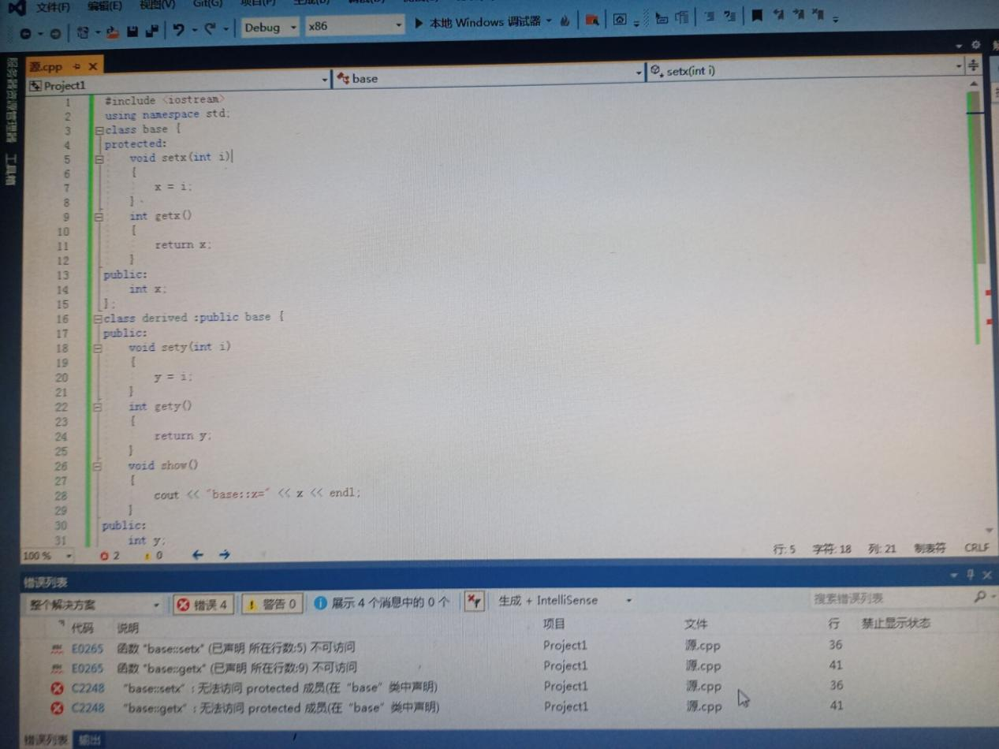 文件(F) 编辑(E) 视图(V) Git(G)
Debug x86 本地 Windows 调试器
服务器资源管理器 工具箱
源.cpp
Project1 base setx(int i)
1 #include <iostream>
2 using namespace std;
3 class base {
4 protected:
5 void setx(int i)
6 {
7 x = i;
8 }
9 int getx()
10 {
11 return x;
12 }
13 public:
14 int x;
15 };
16 class derived :public base {
17 public:
18 void sety(int i)
19 {
20 y = i;
21 }
22 int gety()
23 {
24 return y;
25 }
26 void show()
27 {
28 cout << "base::x=" << x << endl;
29 }
30 public:
31 int y;
100 % 2 0 行: 5 字符: 18 列: 21 制表符 CRLF
错误列表
整个解决方案 错误 4 警告 0 展示 4 个消息中的 0 个 生成 + IntelliSense 搜索错误列表
代码 说明 项目 文件 行 禁止显示状态
E0265 函数 "base::setx" (已声明 所在行数:5) 不可访问 Project1 源.cpp 36
E0265 函数 "base::getx" (已声明 所在行数:9) 不可访问 Project1 源.cpp 41
C2248 "base::setx": 无法访问 protected 成员(在“base”类中声明) Project1 源.cpp 36
C2248 "base::getx": 无法访问 protected 成员(在“base”类中声明) Project1 源.cpp 41
错误列表 输出